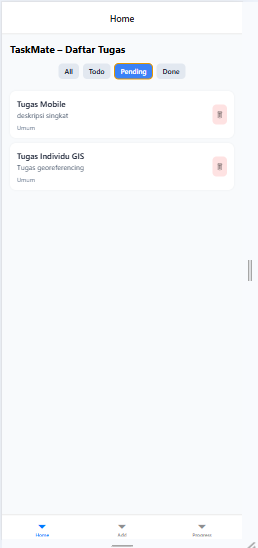 Home
TaskMate – Daftar Tugas
All Todo Pending Done
Tugas Mobile
deskripsi singkat
Umum
Tugas Individu GIS
Tugas georeferencing
Umum
Home Add Progress